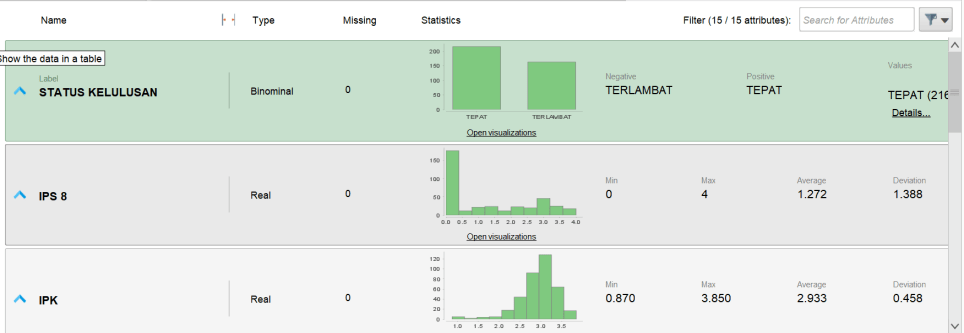 Name Type Missing Statistics Filter (15 / 15 attributes): Search for Attributes
Show the data in a table
Label
STATUS KELULUSAN Binominal 0
200
150
100
50
0
TEPAT TERLAMBAT
Open visualizations
Negative
TERLAMBAT
Positive
TEPAT
Values
TEPAT (216
Details...
IPS 8 Real 0
150
100
50
0
0.0 0.5 1.0 1.5 2.0 2.5 3.0 3.5 4.0
Open visualizations
Min
0
Max
4
Average
1.272
Deviation
1.388
IPK Real 0
120
100
80
60
40
20
0
1.0 1.5 2.0 2.5 3.0 3.5
Min
0.870
Max
3.850
Average
2.933
Deviation
0.458